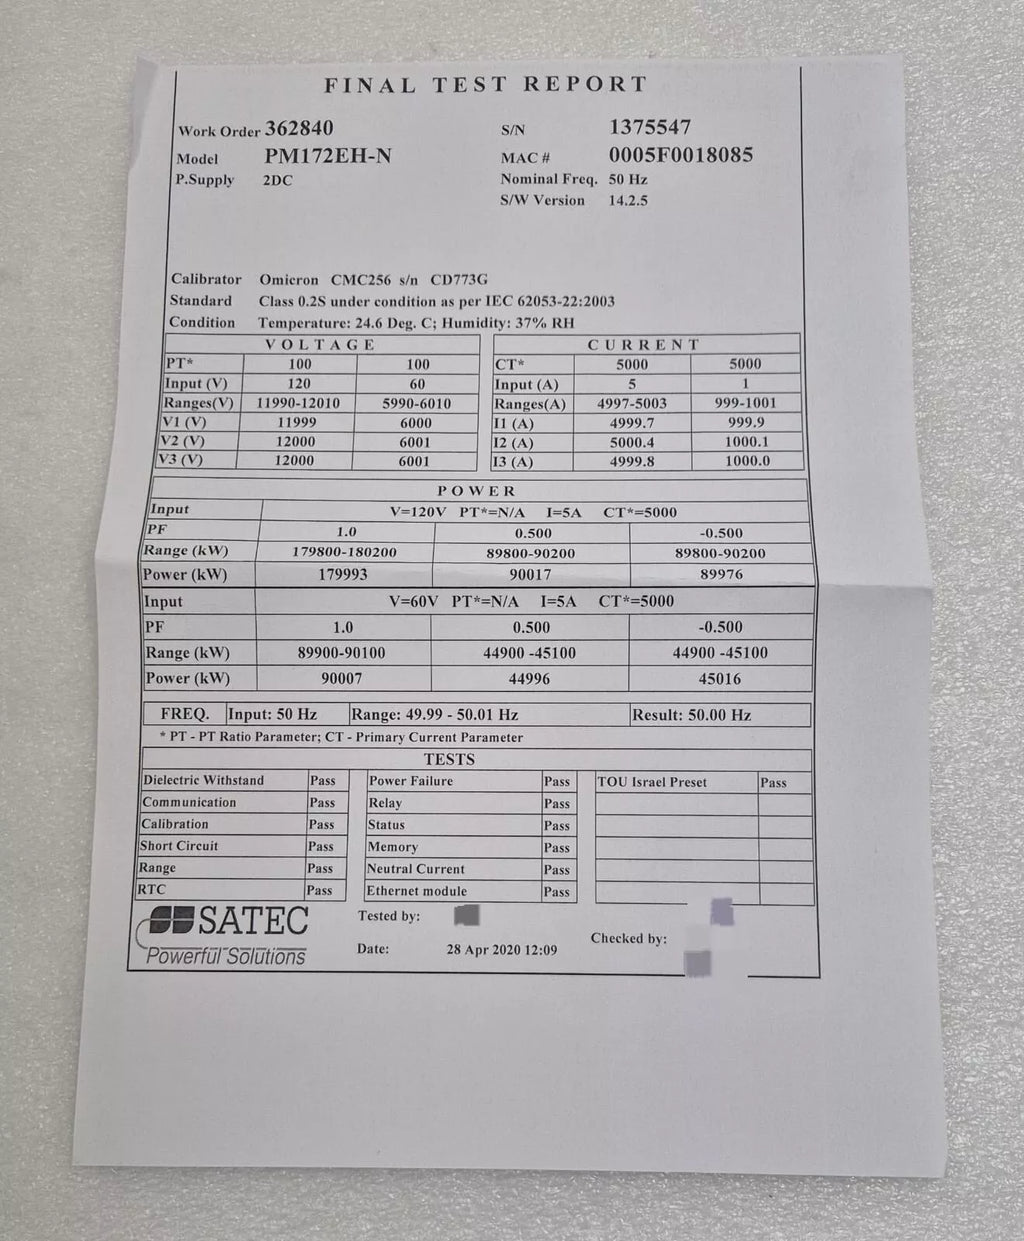 FINAL TEST REPORT
Work Order 362840 S/N 1375547
Model PM172EH-N MAC # 0005F0018085
P.Supply 2DC Nominal Freq. 50 Hz
S/W Version 14.2.5
Calibrator Omicron CMC256 s/n CD773G
Standard Class 0.2S under condition as per IEC 62053-22:2003
Condition Temperature: 24.6 Deg. C; Humidity: 37% RH
VOLTAGE CURRENT
PT* 100 100 CT* 5000 5000
Input (V) 120 60 Input (A) 5 1
Ranges(V) 11990-12010 5990-6010 Ranges(A) 4997-5003 999-1001
V1 (V) 11999 6000 I1 (A) 4999.7 999.9
V2 (V) 12000 6001 I2 (A) 5000.4 1000.1
V3 (V) 12000 6001 I3 (A) 4999.8 1000.0
POWER
Input V=120V PT*=N/A I=5A CT*=5000
PF 1.0 0.500 -0.500
Range (kW) 179800-180200 89800-90200 89800-90200
Power (kW) 179993 90017 89976
Input V=60V PT*=N/A I=5A CT*=5000
PF 1.0 0.500 -0.500
Range (kW) 89900-90100 44900 -45100 44900 -45100
Power (kW) 90007 44996 45016
FREQ. Input: 50 Hz Range: 49.99 - 50.01 Hz Result: 50.00 Hz
* PT - PT Ratio Parameter; CT - Primary Current Parameter
TESTS
Dielectric Withstand Pass Power Failure Pass TOU Israel Preset Pass
Communication Pass Relay Pass
Calibration Pass Status Pass
Short Circuit Pass Memory Pass
Range Pass Neutral Current Pass
RTC Pass Ethernet module Pass
SATEC Tested by:
Powerful Solutions Date: 28 Apr 2020 12:09 Checked by: